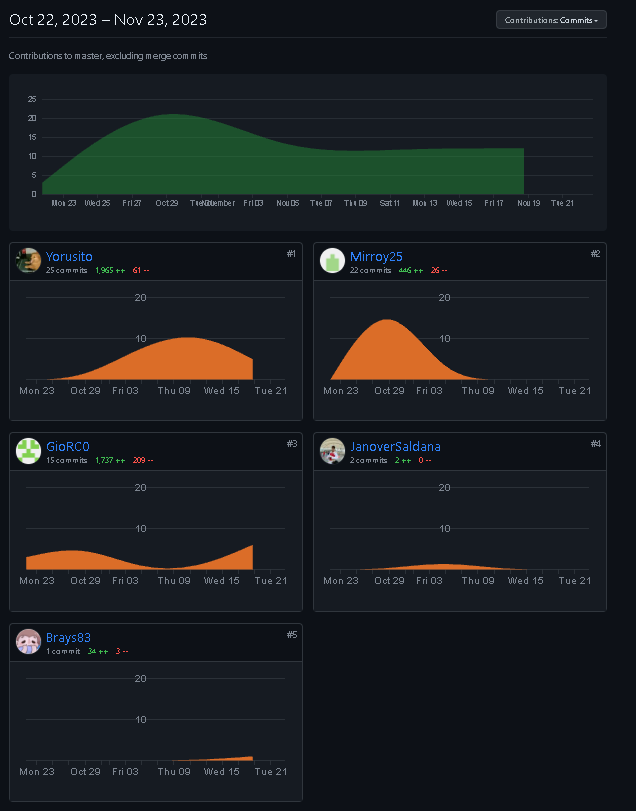 Oct 22, 2023 – Nov 23, 2023
Contributions: Commits
Contributions to master, excluding merge commits
25
20
15
10
5
0
Mon 23 Wed 25 Fri 27 Oct 29 November Fri 03 Nov 05 Tue 07 Thu 09 Sat 11 Mon 13 Wed 15 Fri 17 Nov 19 Tue 21
Yorusito #1
25 commits 1,965 ++ 61 --
20
10
Mon 23 Oct 29 Fri 03 Thu 09 Wed 15 Tue 21
Mirroy25 #2
22 commits 446 ++ 26 --
20
10
Mon 23 Oct 29 Fri 03 Thu 09 Wed 15 Tue 21
GioRC0 #3
15 commits 1,737 ++ 209 --
20
10
Mon 23 Oct 29 Fri 03 Thu 09 Wed 15 Tue 21
JanoverSaldana #4
2 commits 2 ++ 0 --
20
10
Mon 23 Oct 29 Fri 03 Thu 09 Wed 15 Tue 21
Brays83 #5
1 commit 34 ++ 3 --
20
10
Mon 23 Oct 29 Fri 03 Thu 09 Wed 15 Tue 21